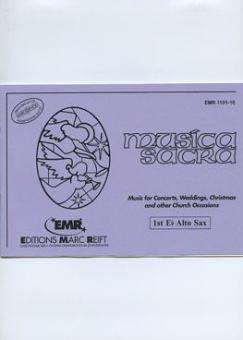 EMR 1101-10
musica
sacra
Music for Concerts, Weddings, Christmas
and other Church Occasions
1st E♭ Alto Sax
EMR
EDITIONS MARC REIFT